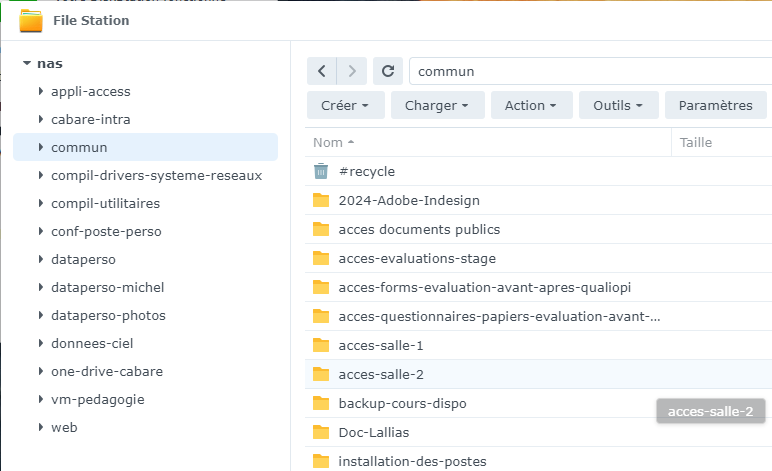 File Station
nas
appli-access
cabare-intra
commun
compil-drivers-systeme-reseaux
compil-utilitaires
conf-poste-perso
dataperso
dataperso-michel
dataperso-photos
donnees-ciel
one-drive-cabare
vm-pedagogie
web
commun
Créer Charger Action Outils Paramètres
Nom Taille
#recycle
2024-Adobe-Indesign
acces documents publics
acces-evaluations-stage
acces-forms-evaluation-avant-apres-qualiopi
acces-questionnaires-papiers-evaluation-avant-...
acces-salle-1
acces-salle-2
backup-cours-dispo
acces-salle-2
Doc-Lallias
installation-des-postes